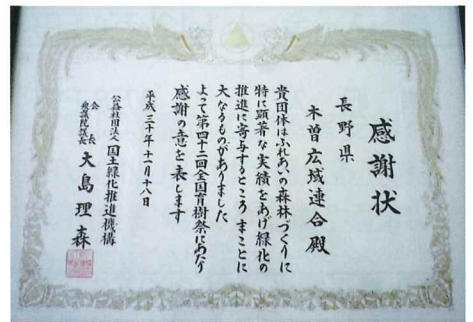 感謝状
長野県
木曽広域連合殿
貴団体はふれあいの森林づくりに
特に顕著な実績をあげ緑化の
推進に寄与するところまことに
大なるものがありました
よって第四十二回全国育樹祭にあたり
感謝の意を表します
平成三十年十一月十八日
公益社団法人国土緑化推進機構
会長
衆議院議長
大島理森